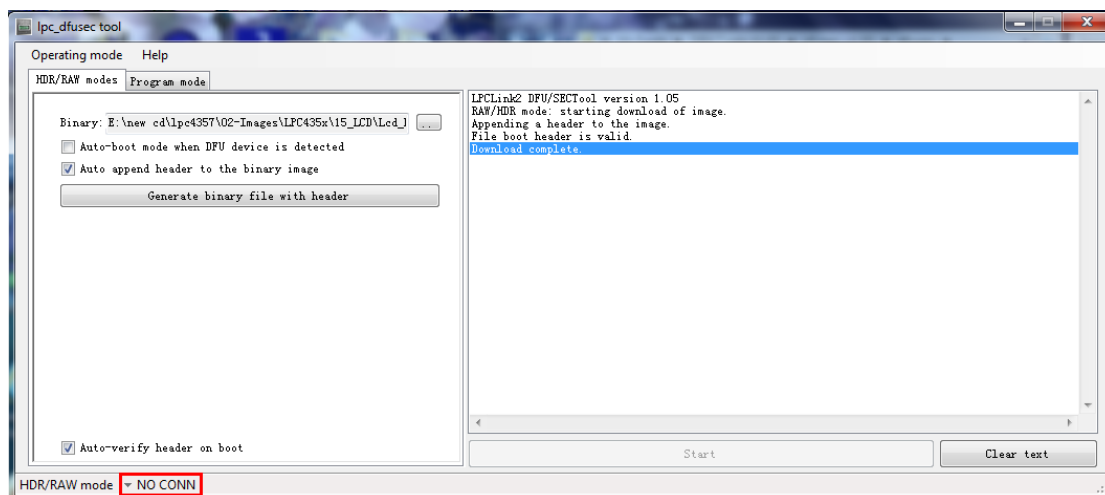 lpc_dfusec tool
Operating mode Help
HDR/RAW modes Program mode
Binary: E:\new cd\lpc4357\02-Images\LPC435x\15_LCD\Lcd_ ..
Auto-boot mode when DFU device is detected
Auto append header to the binary image
Generate binary file with header
Auto-verify header on boot
LPCLink2 DFU/SECTool version 1.05
RAW/HDR mode: starting download of image.
Appending a header to the image.
File boot header is valid.
Download complete.
Start Clear text
HDR/RAW mode NO CONN